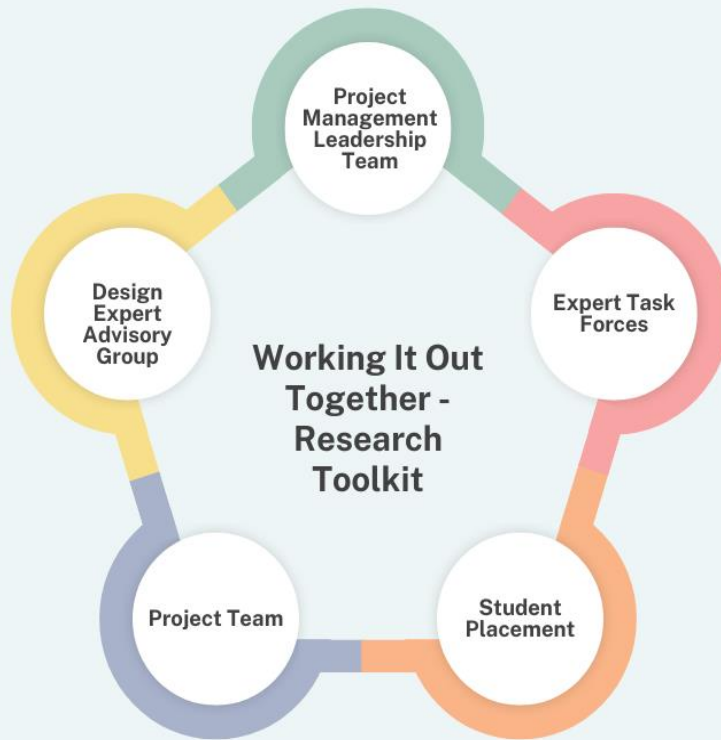 Project
Management
Leadership
Team
Design
Expert
Advisory
Group
Expert Task
Forces
Working It Out
Together -
Research
Toolkit
Project Team
Student
Placement